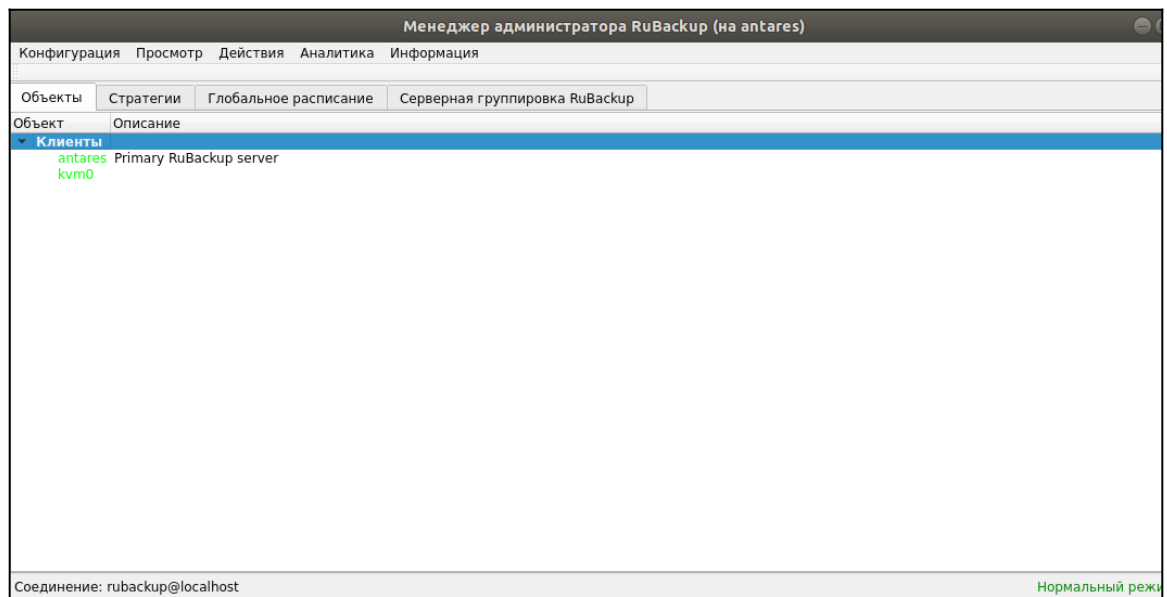 Менеджер администратора RuBackup (на antares)
Конфигурация Просмотр Действия Аналитика Информация
Объекты Стратегии Глобальное расписание Серверная группировка RuBackup
Объект Описание
Клиенты
antares Primary RuBackup server
kvm0
Соединение: rubackup@localhost Нормальный режи